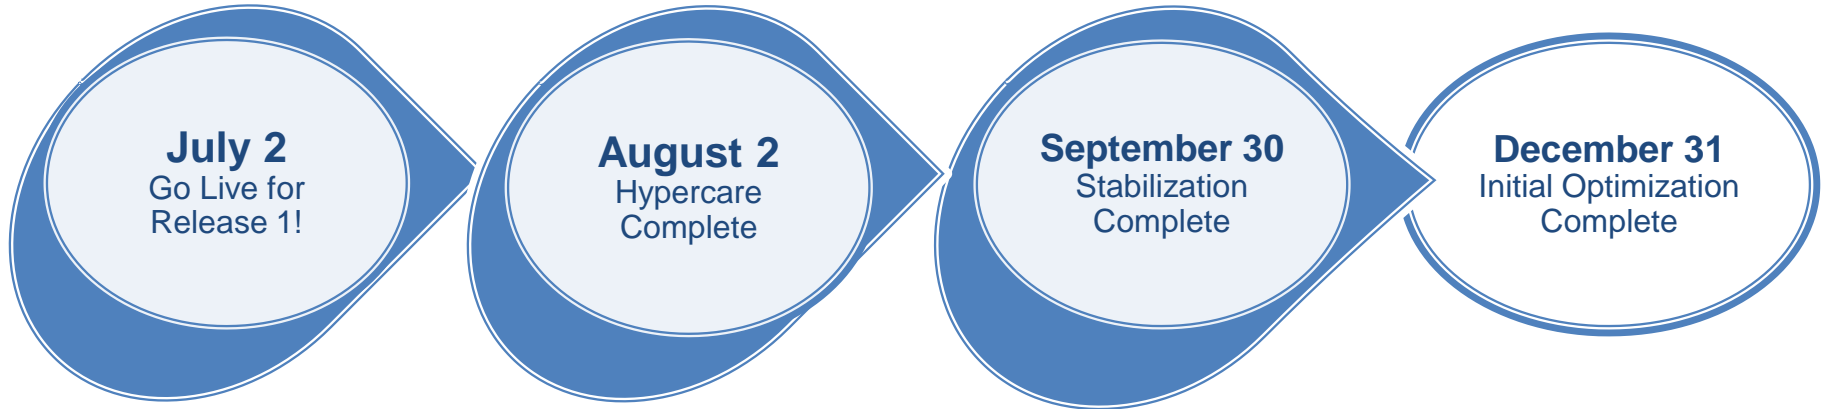 July 2
Go Live for
Release 1!
August 2
Hypercare
Complete
September 30
Stabilization
Complete
December 31
Initial Optimization
Complete